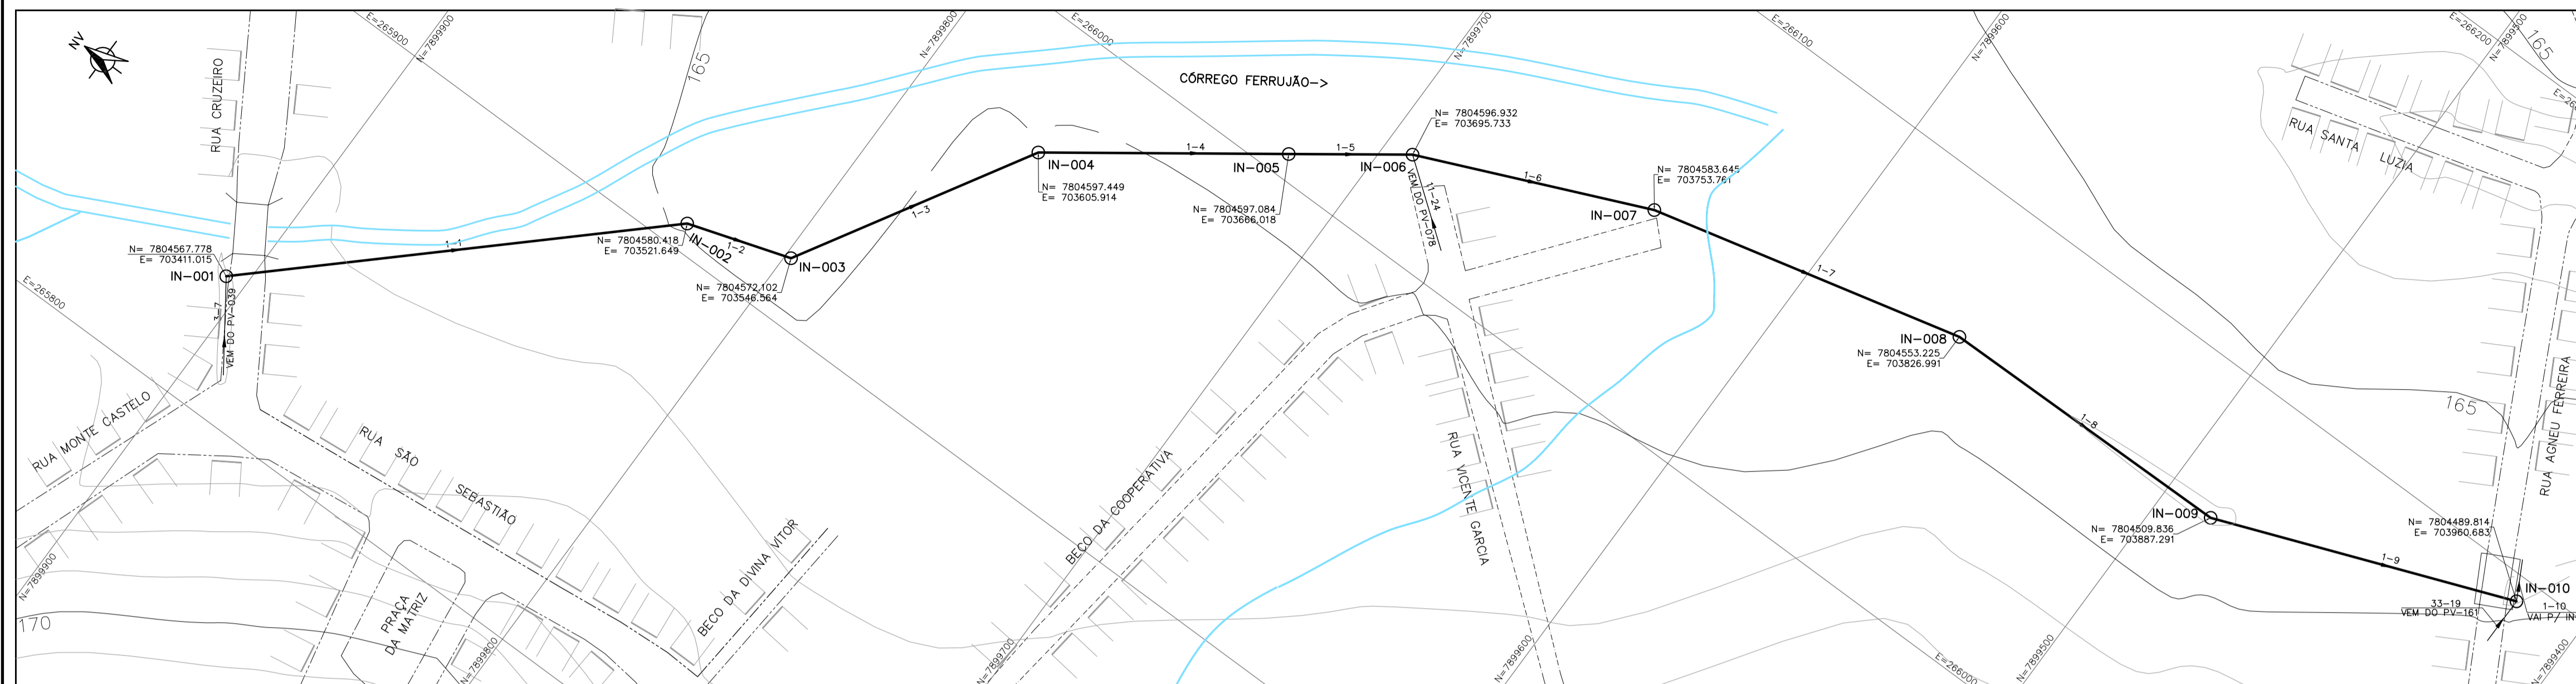 NV
RUA CRUZEIRO
E=265900
N=7899900
165
N=7899800
E=266000
CÓRREGO FERRUJÃO->
N=7899700
E=266100
N=7899600
E=266200
N=7899500
165
RUA SANTA LUZIA
N= 7804567.778
E= 703411.015
IN-001
3-7
VEM DO PV-039
1-1
N= 7804580.418
E= 703521.649
IN-002
1-2
N= 7804572.102
E= 703546.564
IN-003
1-3
IN-004
N= 7804597.449
E= 703605.914
1-4
IN-005
N= 7804597.084
E= 703666.018
1-5
N= 7804596.932
E= 703695.733
IN-006
VEM DO PV-078
11-24
1-6
N= 7804583.645
E= 703753.761
IN-007
1-7
IN-008
N= 7804553.225
E= 703826.991
1-8
IN-009
N= 7804509.836
E= 703887.291
1-9
N= 7804489.814
E= 703960.683
IN-010
33-19
VEM DO PV-161
1-10
VAI P/ IN
165
RUA AGNEU FERREIRA
E=265800
RUA MONTE CASTELO
RUA SÃO SEBASTIÃO
BECO DA DIVINA VITOR
BECO DA COOPERATIVA
RUA VICENTE GARCIA
PRAÇA
DA MATRIZ
N=7899900
170
N=7899800
N=7899700
N=7899600
E=266000
N=7899500
N=7899400